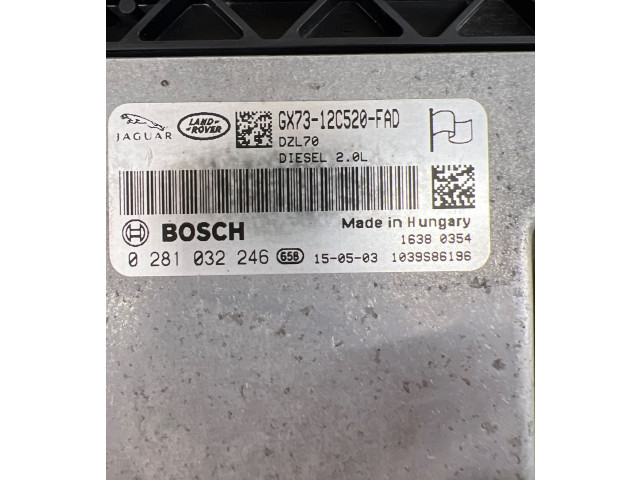 JAGUAR
LAND-
ROVER
GX73-12C520-FAD
DZL70
DIESEL 2.0L
BOSCH
Made in Hungary
1638 0354
0 281 032 246 65B 15-05-03 1039S86196